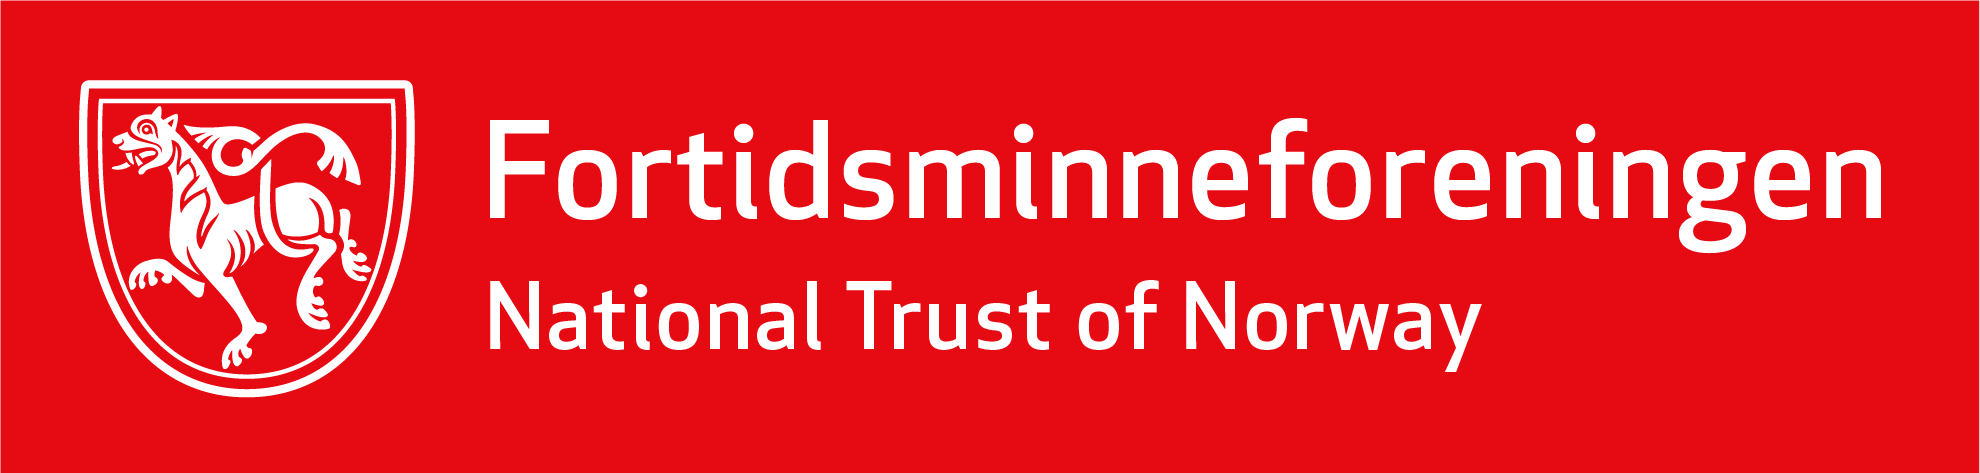 Fortidsminneforeningen
National Trust of Norway